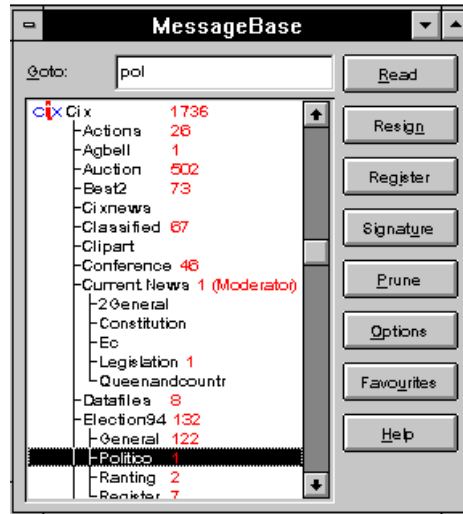 MessageBase
Goto: pol
Read
cix Cix 1736
Actions 26
Agbell 1
Auction 502
Best2 73
Cixnews
Classified 67
Clipart
Conference 46
Current News 1 (Moderator)
2General
Constitution
Ec
Legislation 1
Queenandcountr
Datafiles 8
Election94 132
General 122
Politico 1
Ranting 2
Register 7
Resign
Register
Signature
Prune
Options
Favourites
Help